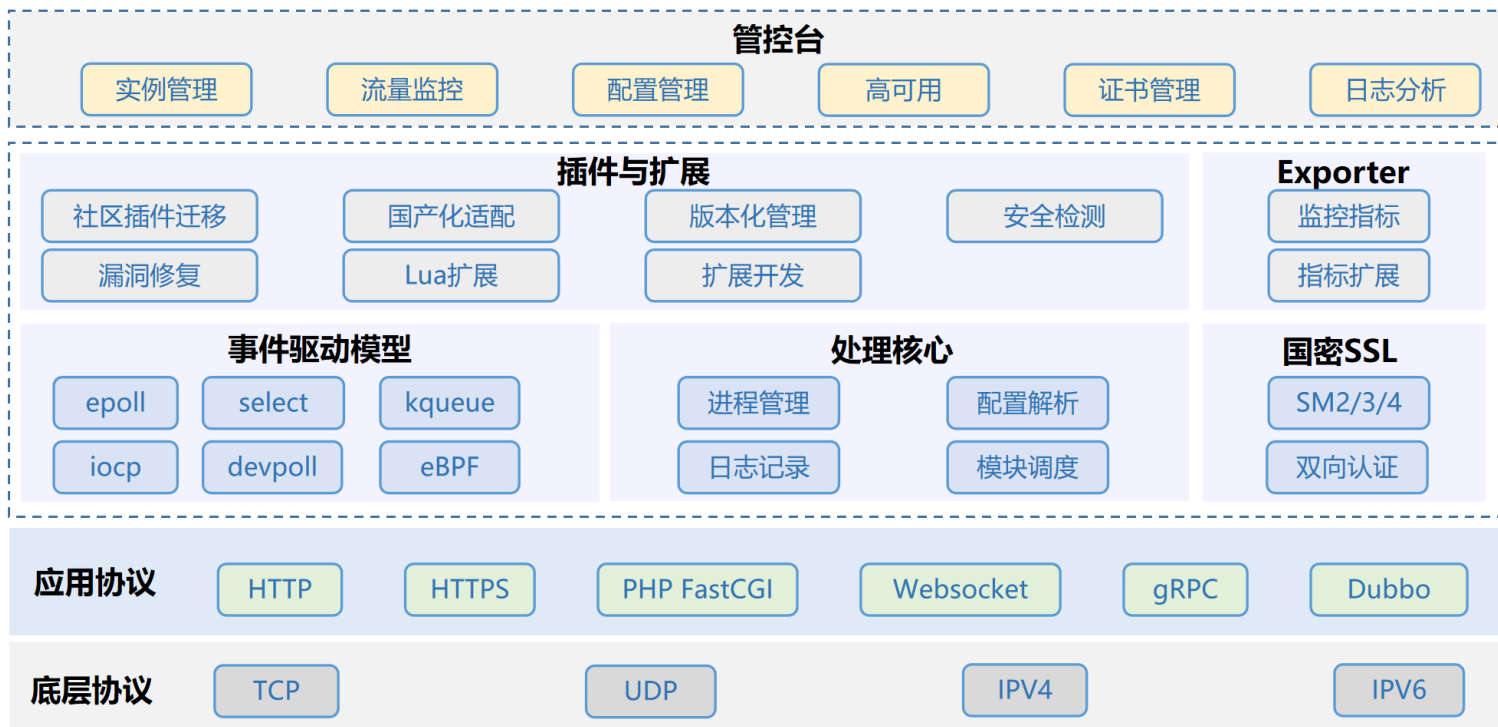 管控台
实例管理 流量监控 配置管理 高可用 证书管理 日志分析
插件与扩展
社区插件迁移 国产化适配 版本化管理 安全检测
漏洞修复 Lua扩展 扩展开发
Exporter
监控指标
指标扩展
事件驱动模型
epoll select kqueue
iocp devpoll eBPF
处理核心
进程管理 配置解析
日志记录 模块调度
国密SSL
SM2/3/4
双向认证
应用协议 HTTP HTTPS PHP FastCGI Websocket gRPC Dubbo
底层协议 TCP UDP IPV4 IPV6